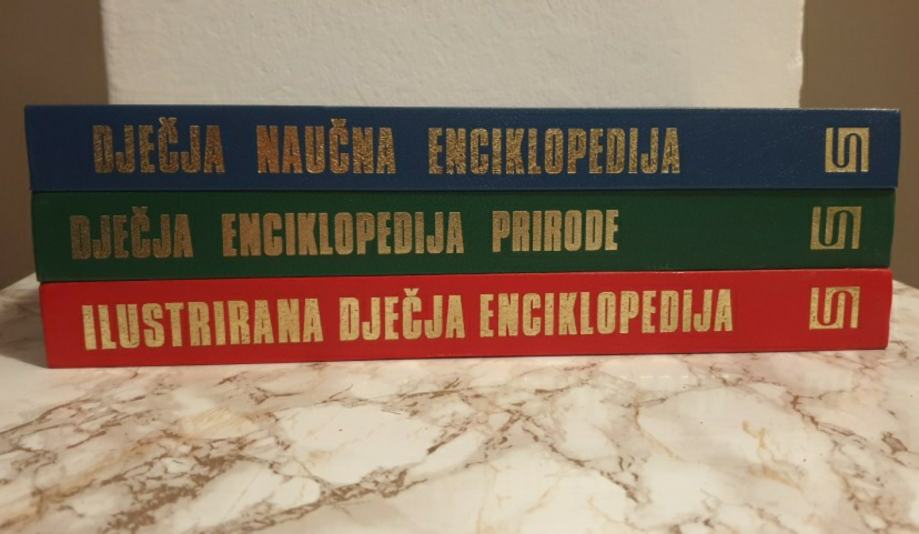 DJEČJA NAUČNA ENCIKLOPEDIJA
DJEČJA ENCIKLOPEDIJA PRIRODE
ILUSTRIRANA DJEČJA ENCIKLOPEDIJA